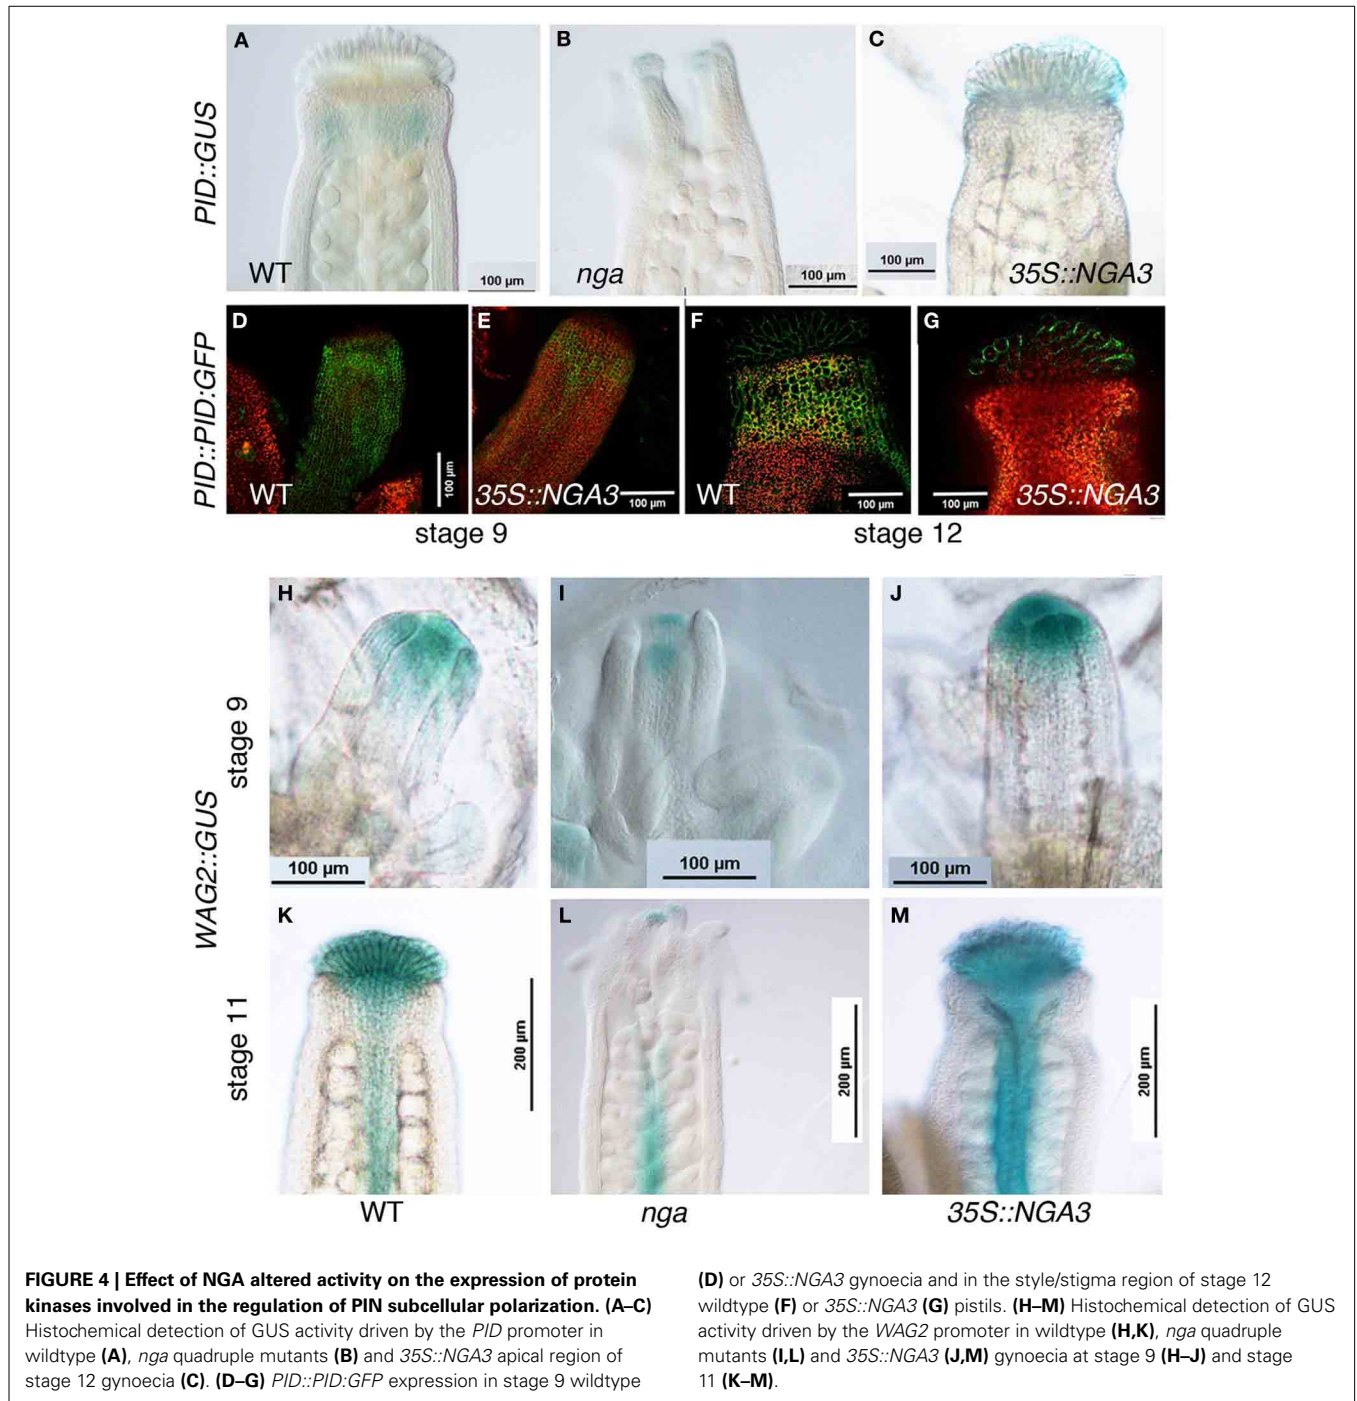 PID::GUS
A
WT
100 µm
B
nga
100 µm
C
100 µm
35S::NGA3
PID::PID:GFP
D
WT
100 µm
E
35S::NGA3
100 µm
F
WT
100 µm
G
100 µm
35S::NGA3
stage 9
stage 12
WAG2::GUS
stage 9
H
100 µm
I
100 µm
J
100 µm
stage 11
K
200 µm
L
200 µm
M
200 µm
WT
nga
35S::NGA3
FIGURE 4 | Effect of NGA altered activity on the expression of protein
kinases involved in the regulation of PIN subcellular polarization. (A–C)
Histochemical detection of GUS activity driven by the PID promoter in
wildtype (A), nga quadruple mutants (B) and 35S::NGA3 apical region of
stage 12 gynoecia (C). (D–G) PID::PID:GFP expression in stage 9 wildtype
(D) or 35S::NGA3 gynoecia and in the style/stigma region of stage 12
wildtype (F) or 35S::NGA3 (G) pistils. (H–M) Histochemical detection of GUS
activity driven by the WAG2 promoter in wildtype (H,K), nga quadruple
mutants (I,L) and 35S::NGA3 (J,M) gynoecia at stage 9 (H–J) and stage
11 (K–M).